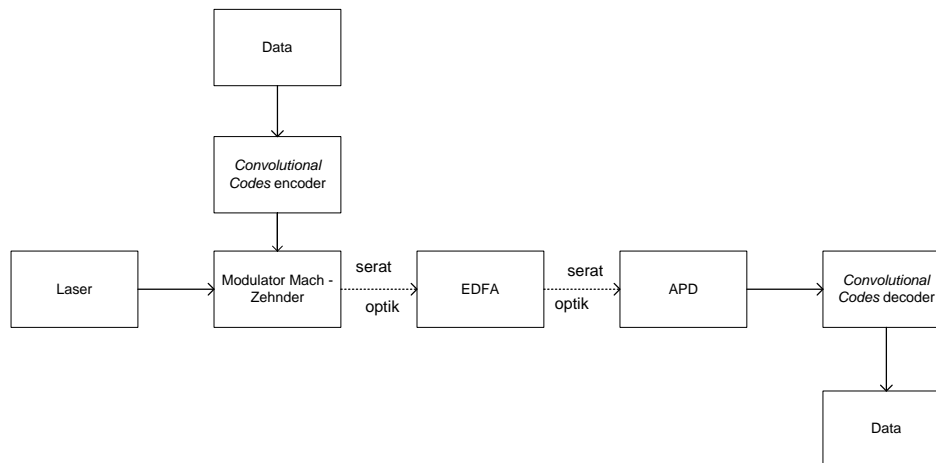 Data
Convolutional
Codes encoder
Laser
Modulator Mach -
Zehnder
serat
optik
EDFA
serat
optik
APD
Convolutional
Codes decoder
Data